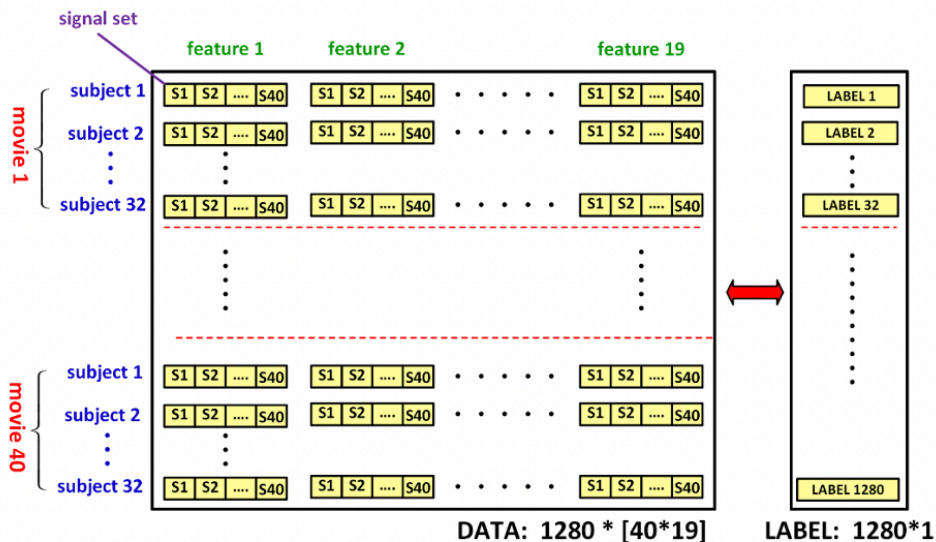 signal set
feature 1 feature 2 feature 19
movie 1
subject 1 S1 S2 .... S40 S1 S2 .... S40 . . . . . S1 S2 .... S40 LABEL 1
subject 2 S1 S2 .... S40 S1 S2 .... S40 . . . . . S1 S2 .... S40 LABEL 2
subject 32 S1 S2 .... S40 S1 S2 .... S40 . . . . . S1 S2 .... S40 LABEL 32
movie 40
subject 1 S1 S2 .... S40 S1 S2 .... S40 . . . . . S1 S2 .... S40
subject 2 S1 S2 .... S40 S1 S2 .... S40 . . . . . S1 S2 .... S40
subject 32 S1 S2 .... S40 S1 S2 .... S40 . . . . . S1 S2 .... S40 LABEL 1280
DATA: 1280 * [40*19] LABEL: 1280*1